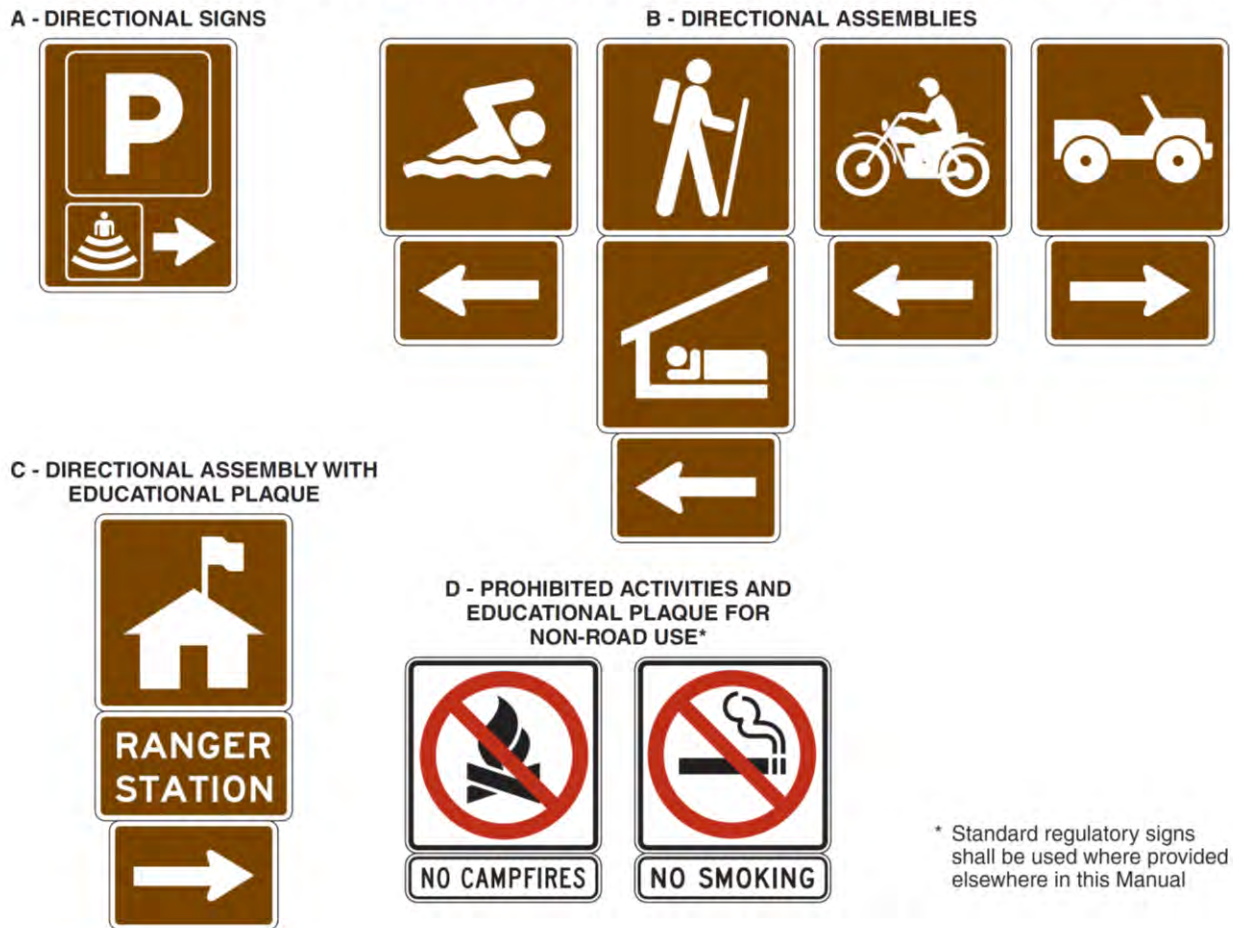 A - DIRECTIONAL SIGNS
P
B - DIRECTIONAL ASSEMBLIES
C - DIRECTIONAL ASSEMBLY WITH
EDUCATIONAL PLAQUE
RANGER
STATION
D - PROHIBITED ACTIVITIES AND
EDUCATIONAL PLAQUE FOR
NON-ROAD USE*
NO CAMPFIRES
NO SMOKING
* Standard regulatory signs
shall be used where provided
elsewhere in this Manual